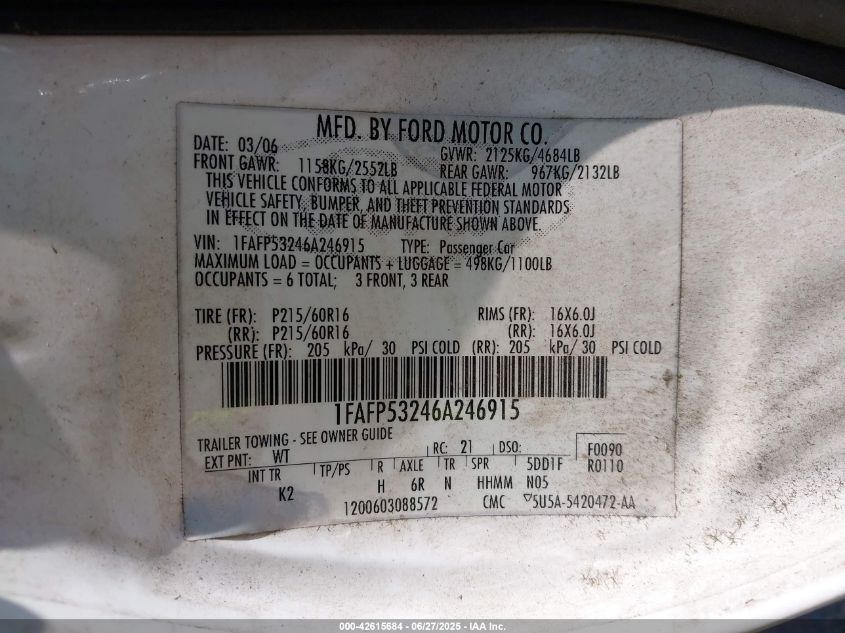 MFD. BY FORD MOTOR CO.
DATE: 03/06 GVWR: 2125KG/4684LB
FRONT GAWR: 1158KG/2552LB REAR GAWR: 967KG/2132LB
THIS VEHICLE CONFORMS TO ALL APPLICABLE FEDERAL MOTOR
VEHICLE SAFETY, BUMPER, AND THEFT PREVENTION STANDARDS
IN EFFECT ON THE DATE OF MANUFACTURE SHOWN ABOVE.
VIN: 1FAFP53246A246915 TYPE: Passenger Car
MAXIMUM LOAD = OCCUPANTS + LUGGAGE = 498KG/1100LB
OCCUPANTS = 6 TOTAL; 3 FRONT, 3 REAR
TIRE (FR): P215/60R16 RIMS (FR): 16X6.0J
(RR): P215/60R16 (RR): 16X6.0J
PRESSURE (FR): 205 kPa/ 30 PSI COLD (RR): 205 kPa/ 30 PSI COLD
1FAFP53246A246915
TRAILER TOWING - SEE OWNER GUIDE
EXT PNT: WT RC: 21 DSO: F0090
INT TR TP/PS R AXLE TR SPR 5DD1F R0110
K2 H 6R N HHMM N05
1200603088572 CMC 5U5A-5420472-AA
000-42615684 - 06/27/2025 - IAA Inc.